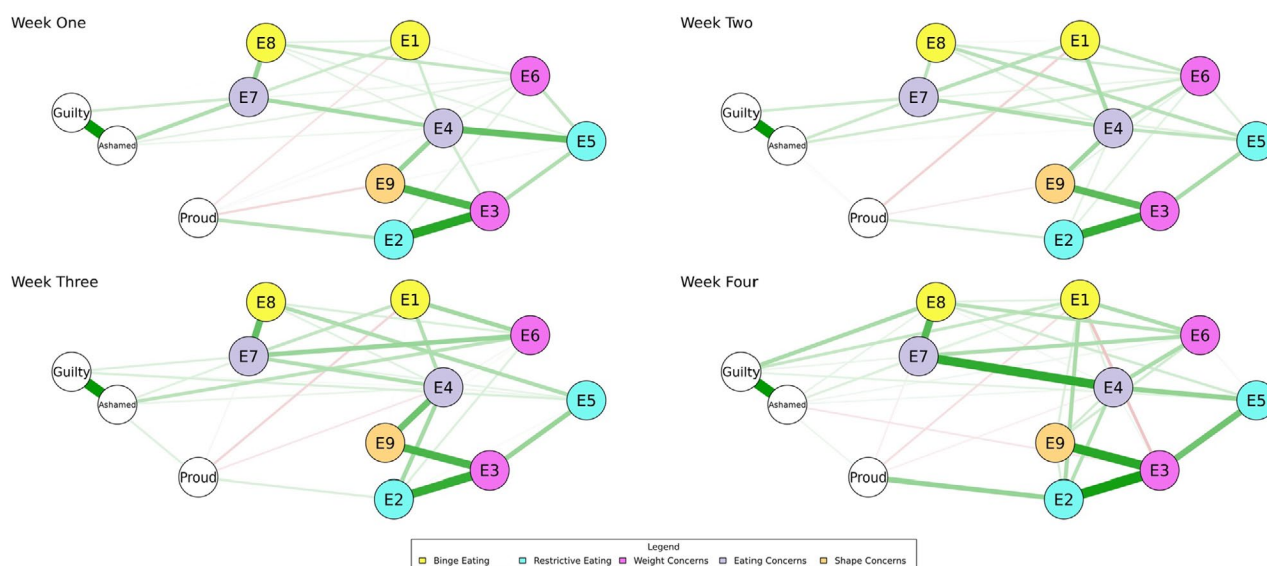 Week One
E8
E1
E6
E7
Guilty
Ashamed
E4
E5
E9
E3
Proud
E2
Week Two
E8
E1
E6
E7
Guilty
Ashamed
E4
E5
E9
E3
Proud
E2
Week Three
E8
E1
E6
E7
Guilty
Ashamed
E4
E5
E9
E3
Proud
E2
Week Four
E8
E1
E6
E7
Guilty
Ashamed
E4
E5
E9
E3
Proud
E2
Legend
Binge Eating Restrictive Eating Weight Concerns Eating Concerns Shape Concerns